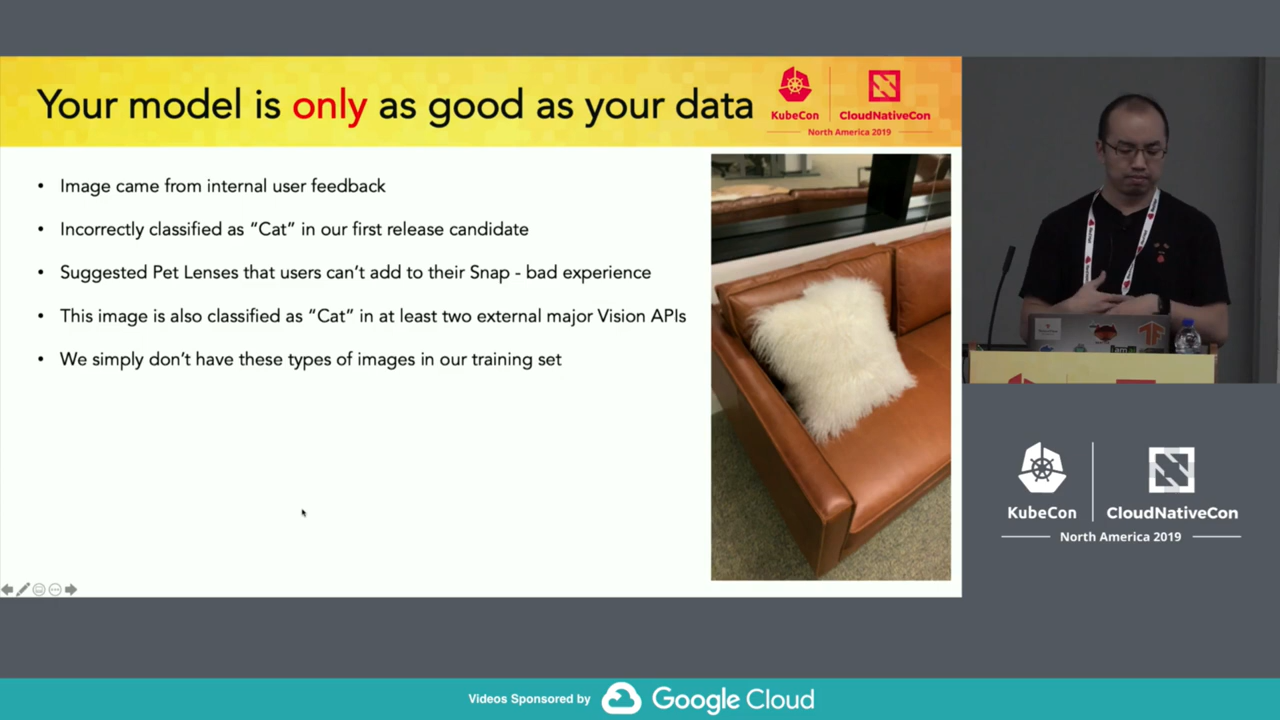 Your model is only as good as your data
KubeCon
CloudNativeCon
North America 2019
• Image came from internal user feedback
• Incorrectly classified as “Cat” in our first release candidate
• Suggested Pet Lenses that users can’t add to their Snap - bad experience
• This image is also classified as “Cat” in at least two external major Vision APIs
• We simply don’t have these types of images in our training set
KubeCon
CloudNativeCon
North America 2019
Videos Sponsored by
Google Cloud